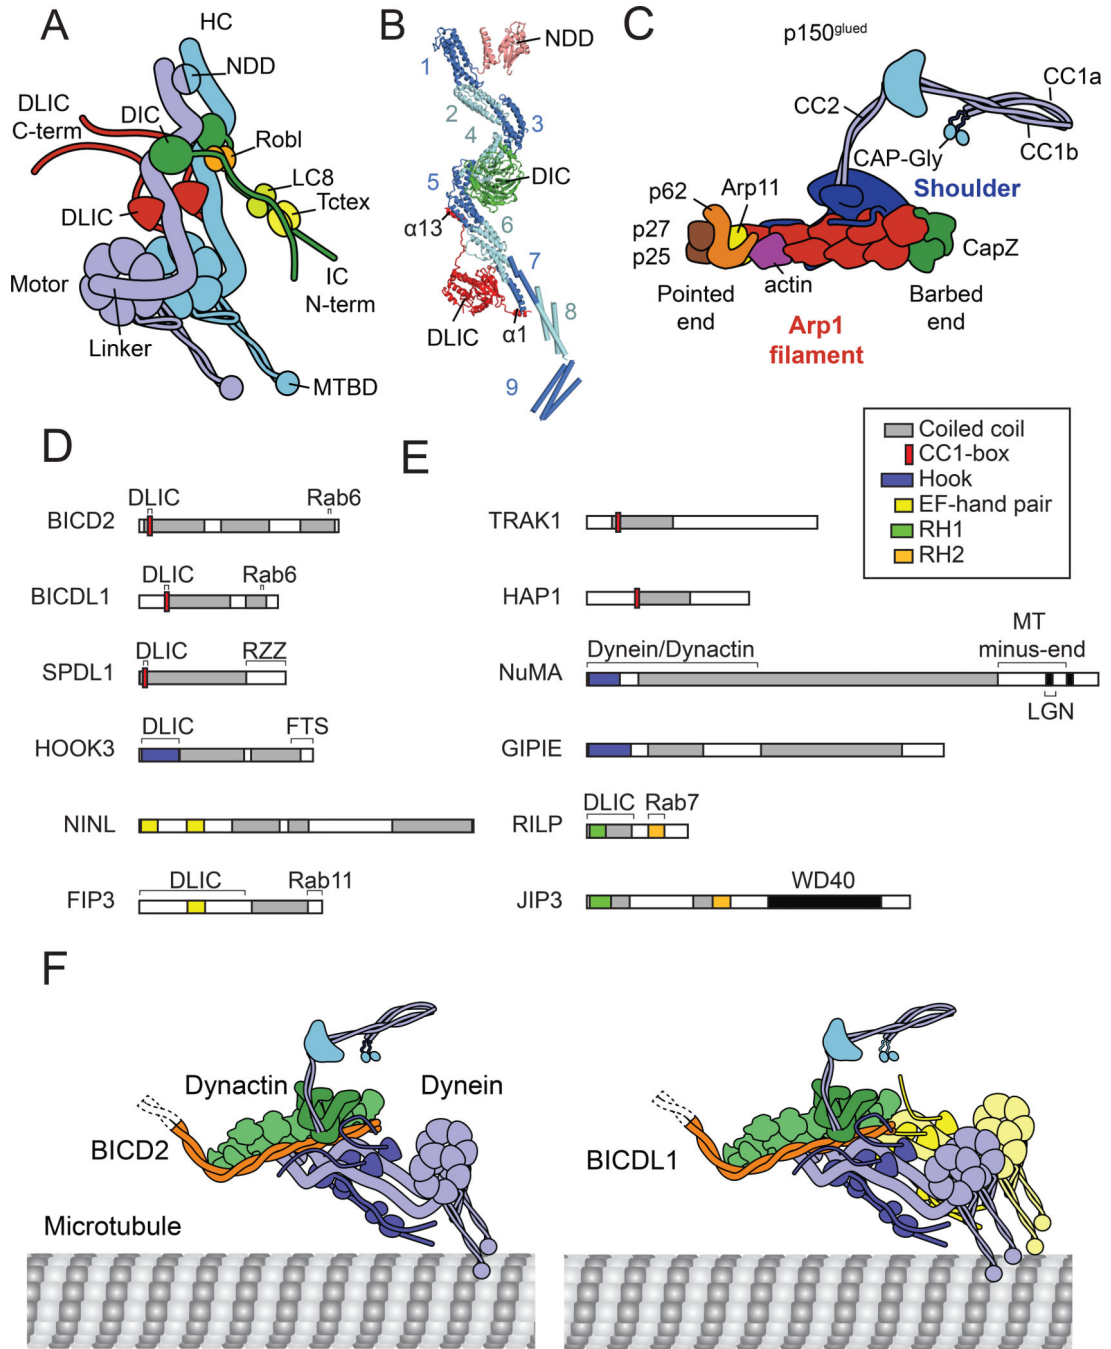 A
HC
NDD
DLIC
C-term
DIC
Robl
LC8
Tctex
DLIC
Motor
IC
N-term
Linker
MTBD
B
NDD
1
2
3
4
5
DIC
α13
6
7
DLIC
α1
8
9
C
p150glued
CC1a
CC2
CC1b
CAP-Gly
Shoulder
p62
Arp11
p27
p25
CapZ
actin
Pointed
end
Barbed
end
Arp1
filament
D
DLIC
Rab6
BICD2
DLIC
Rab6
BICDL1
DLIC
RZZ
SPDL1
DLIC
FTS
HOOK3
NINL
DLIC
Rab11
FIP3
E
Coiled coil
CC1-box
Hook
EF-hand pair
RH1
RH2
TRAK1
HAP1
MT
Dynein/Dynactin
minus-end
NuMA
LGN
GIPIE
DLIC
Rab7
RILP
WD40
JIP3
F
Dynactin
Dynein
BICD2
Microtubule
BICDL1